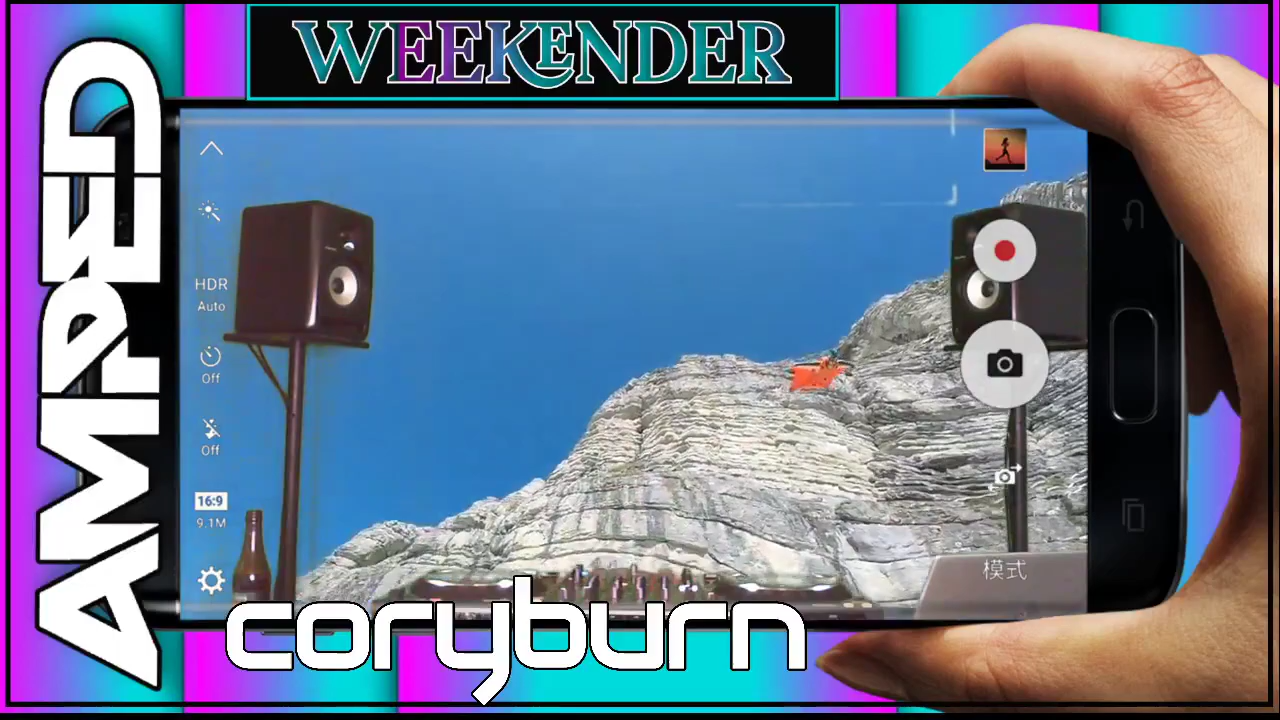 WEEKENDER
AMPED
HDR
Auto
Off
Off
16:9
9.1M
模式
coryburn